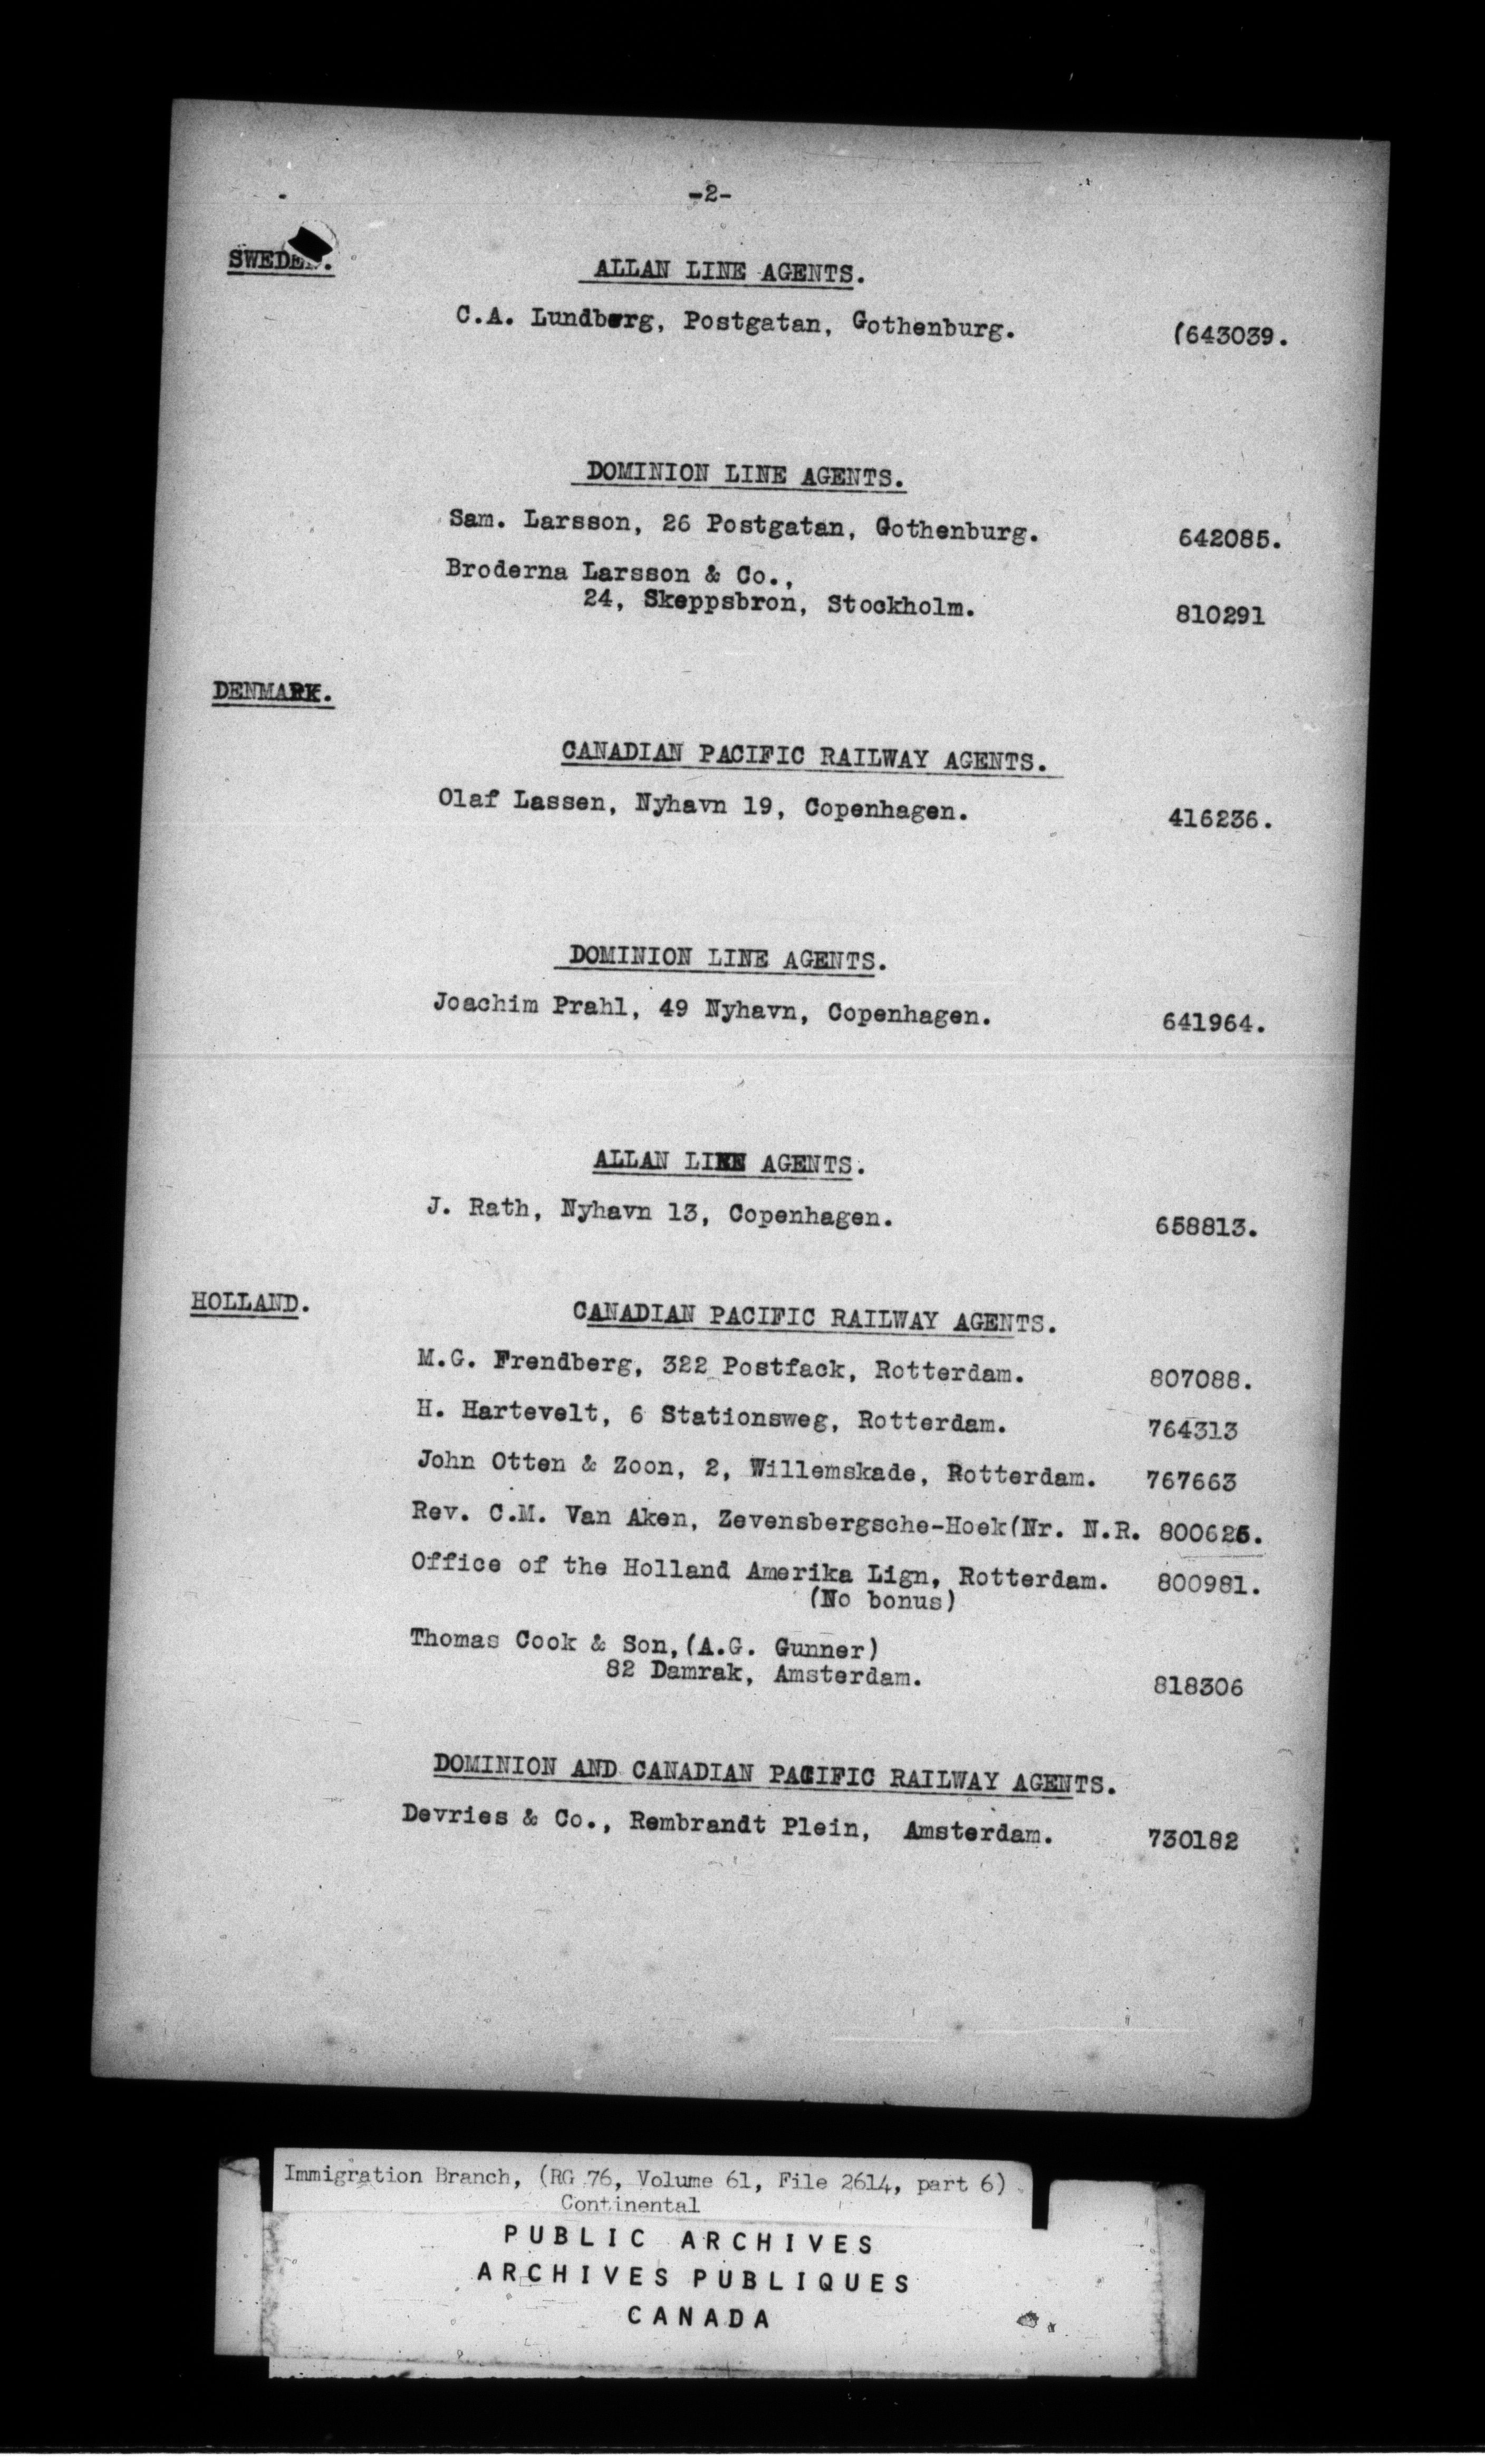 -2-
SWEDEN.
ALLAN LINE AGENTS.
C.A. Lundberg, Postgatan, Gothenburg. (643039.
DOMINION LINE AGENTS.
Sam. Larsson, 26 Postgatan, Gothenburg. 642085.
Broderna Larsson & Co.,
24, Skeppsbron, Stockholm. 810291
DENMARK.
CANADIAN PACIFIC RAILWAY AGENTS.
Olaf Lassen, Nyhavn 19, Copenhagen. 416236.
DOMINION LINE AGENTS.
Joachim Prahl, 49 Nyhavn, Copenhagen. 641964.
ALLAN LINE AGENTS.
J. Rath, Nyhavn 13, Copenhagen. 658813.
HOLLAND. CANADIAN PACIFIC RAILWAY AGENTS.
M.G. Frendberg, 322 Postfack, Rotterdam. 807088.
H. Hartevelt, 6 Stationsweg, Rotterdam. 764313
John Otten & Zoon, 2, Willemskade, Rotterdam. 767663
Rev. C.M. Van Aken, Zevensbergsche-Hoek(Nr. N.R. 800625.
Office of the Holland Amerika Lign, Rotterdam. 800981.
(No bonus)
Thomas Cook & Son,(A.G. Gunner)
82 Damrak, Amsterdam. 818306
DOMINION AND CANADIAN PACIFIC RAILWAY AGENTS.
Devries & Co., Rembrandt Plein, Amsterdam. 730182
Immigration Branch, (RG 76, Volume 61, File 2614, part 6)
Continental
PUBLIC ARCHIVES
ARCHIVES PUBLIQUES
CANADA